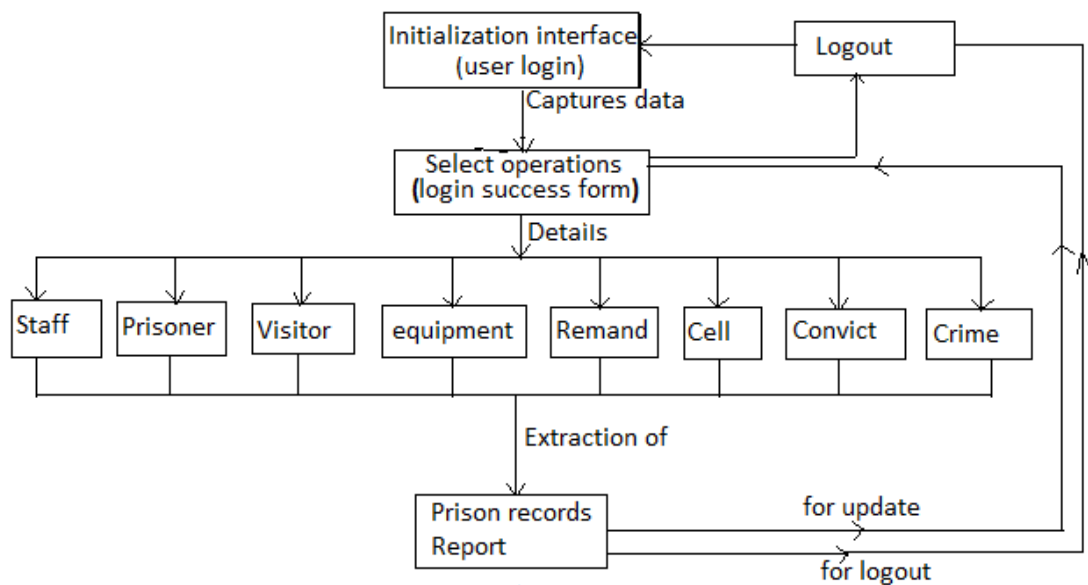 Initialization interface
(user login)
Logout
Captures data
Select operations
(login success form)
Details
Staff
Prisoner
Visitor
equipment
Remand
Cell
Convict
Crime
Extraction of
Prison records
Report
for update
for logout